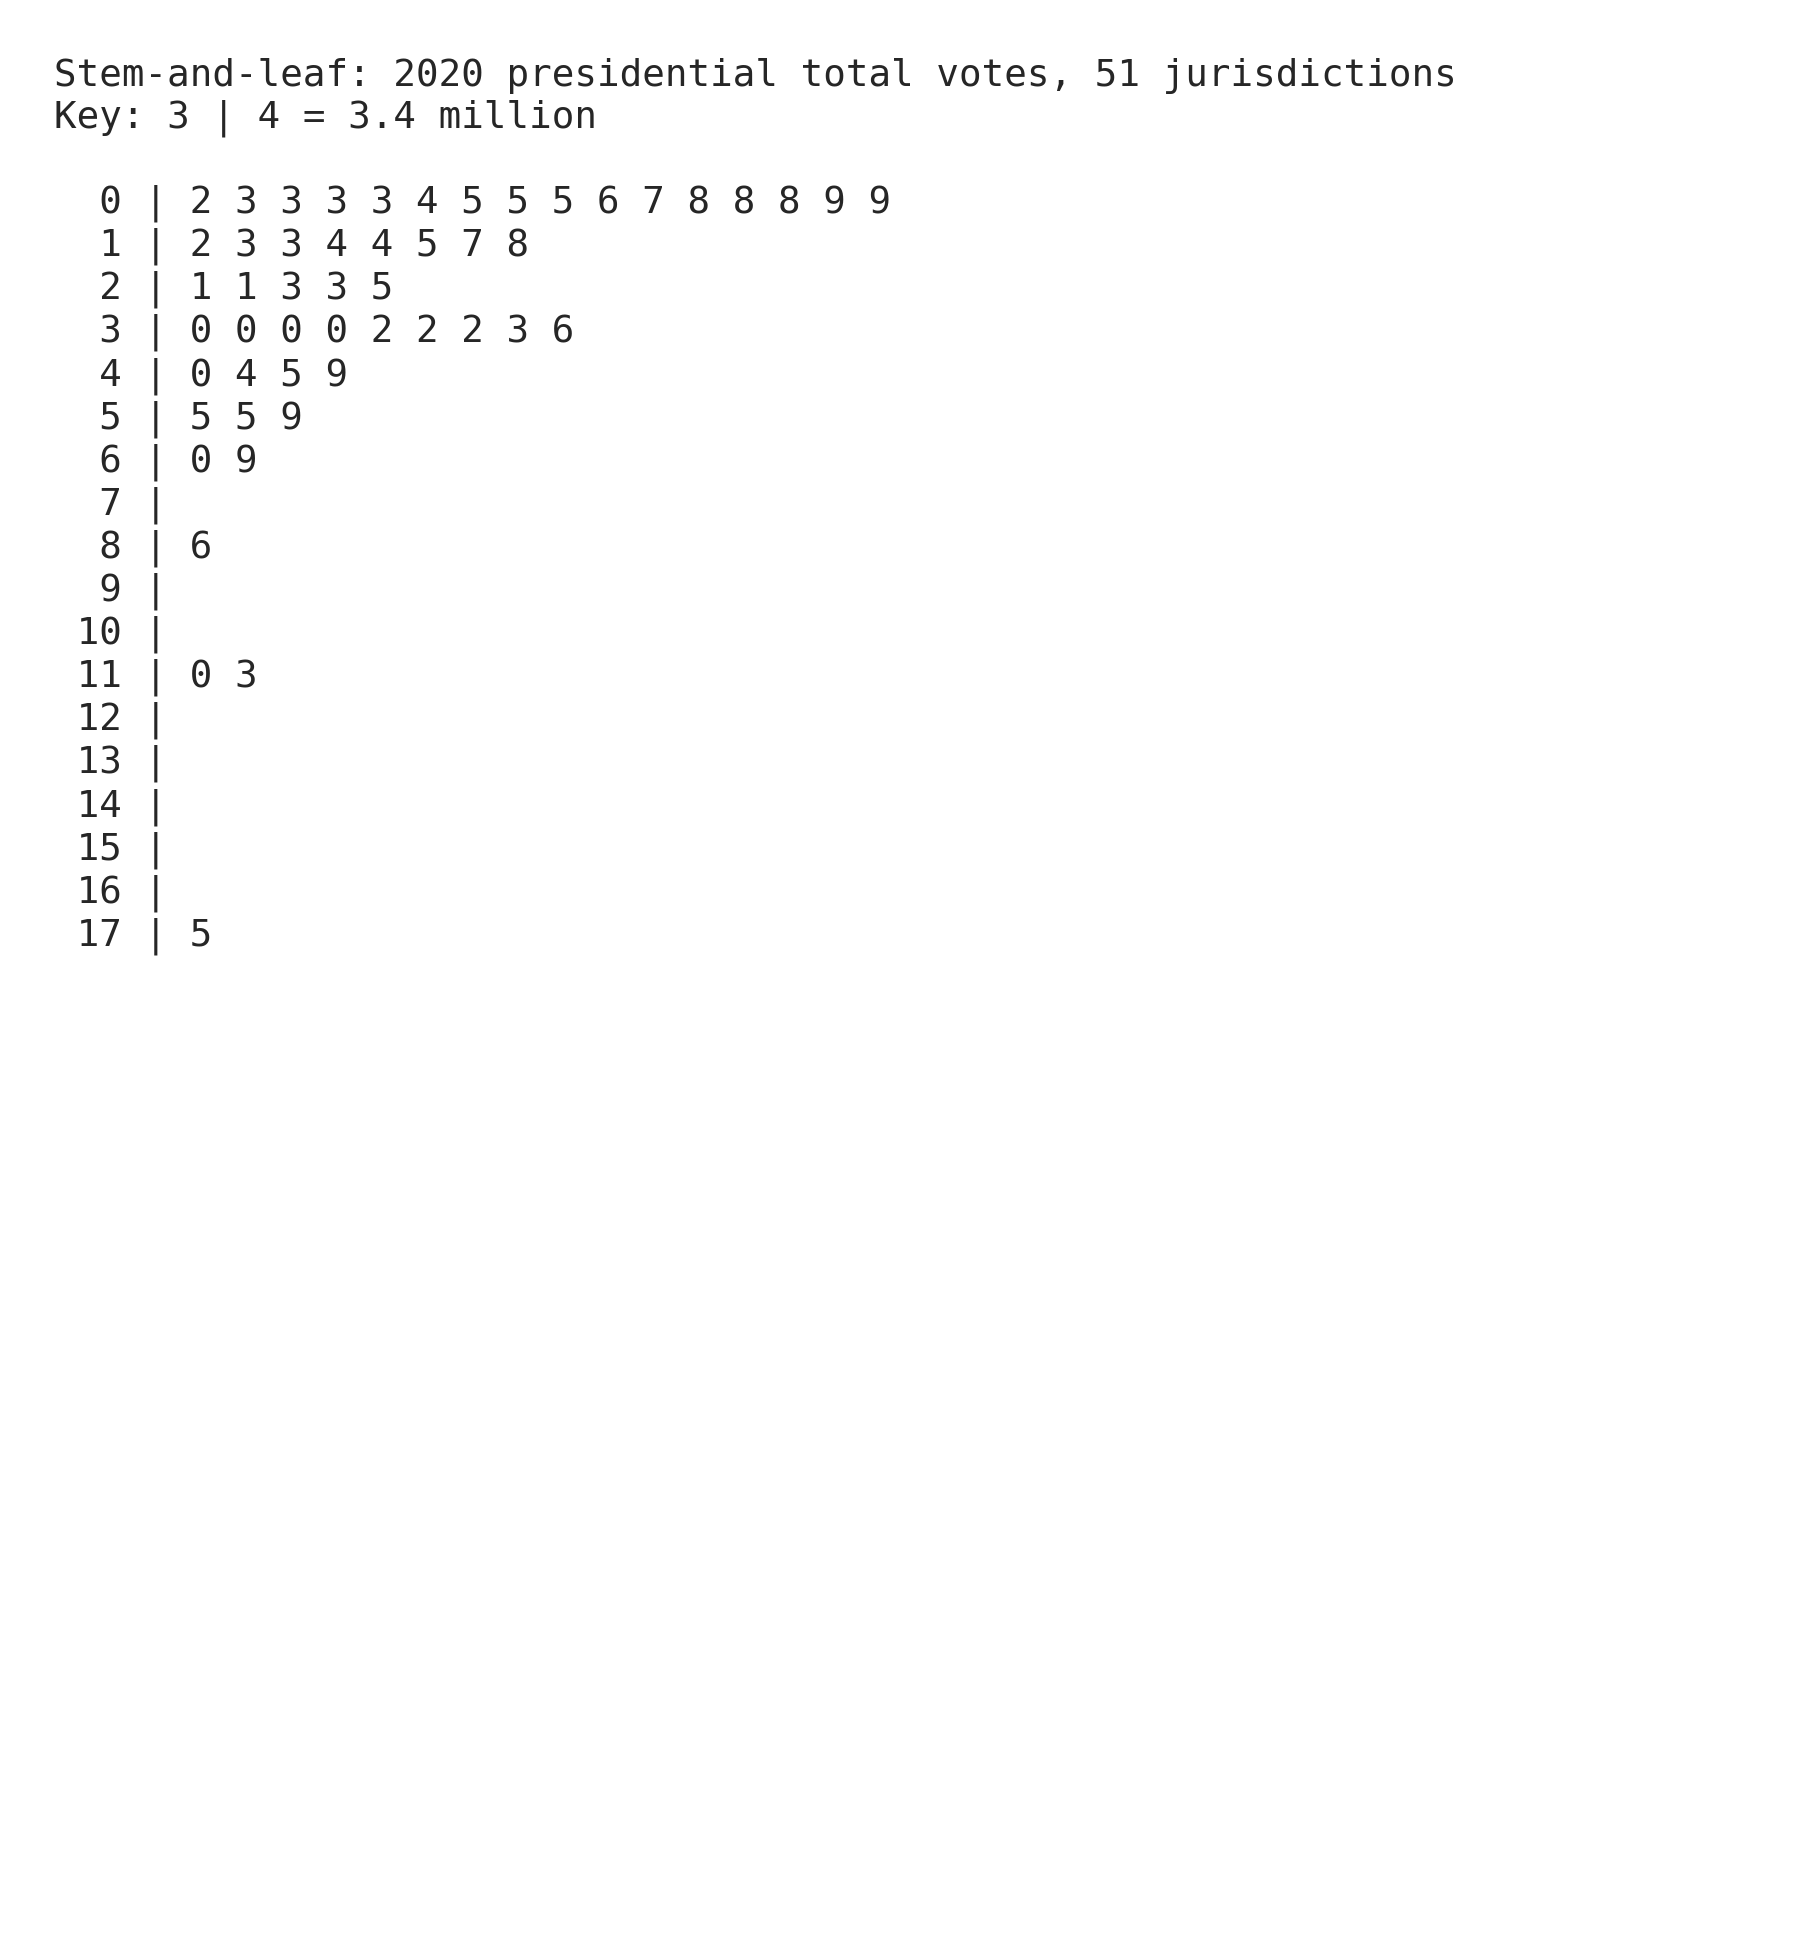 Stem-and-leaf: 2020 presidential total votes, 51 jurisdictions
Key: 3 | 4 = 3.4 million
0 | 2 3 3 3 3 4 5 5 5 6 7 8 8 8 9 9
1 | 2 3 3 4 4 5 7 8
2 | 1 1 3 3 5
3 | 0 0 0 0 2 2 2 3 6
4 | 0 4 5 9
5 | 5 5 9
6 | 0 9
7 |
8 | 6
9 |
10 |
11 | 0 3
12 |
13 |
14 |
15 |
16 |
17 | 5